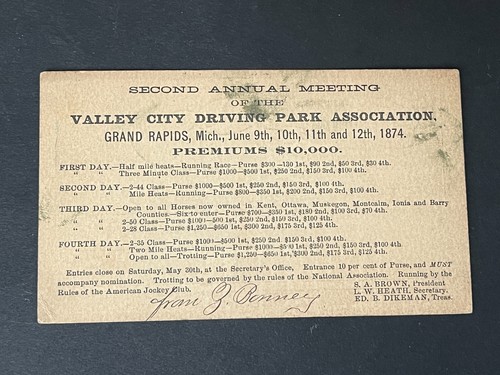 SECOND ANNUAL MEETING
OF THE
VALLEY CITY DRIVING PARK ASSOCIATION,
GRAND RAPIDS, Mich., June 9th, 10th, 11th and 12th, 1874.
PREMIUMS $10,000.
FIRST DAY.—Half mile heats—Running Race—Purse $300—130 1st, $90 2nd, $50 3rd, $30 4th.
" " Three Minute Class—Purse $1000—$500 1st, $250 2nd, $150 3rd, $100 4th.
SECOND DAY.—2-44 Class—Purse $1000—$500 1st, $250 2nd, $150 3rd, $100 4th.
" " Mile Heats—Running—Purse $800—$350 1st, $200 2nd, $150 3rd, $100 4th.
THIRD DAY.—Open to all Horses now owned in Kent, Ottawa, Muskegon, Montcalm, Ionia and Barry
Counties.—Six to enter—Purse $700—$350 1st, $180 2nd, $100 3rd, $70 4th.
" " 2-50 Class—Purse $1000—$500 1st, $250 2nd, $150 3rd, $100 4th.
" " 2-28 Class—Purse $1,250—$650 1st, $300 2nd, $175 3rd, $125 4th.
FOURTH DAY.—2-35 Class—Purse $1000—$500 1st, $250 2nd, $150 3rd, $100 4th.
" " Two Mile Heats—Running—Purse $1000—$500 1st, $250 2nd, $150 3rd, $100 4th
" " Open to all—Trotting—Purse $1,250—$650 1st, $300 2nd, $175 3rd, $125 4th.
Entries close on Saturday, May 30th, at the Secretary's Office. Entrance 10 per cent of Purse, and MUST
accompany nomination. Trotting to be governed by the rules of the National Association. Running by the
Rules of the American Jockey Club.
S. A. BROWN, President
L. W. HEATH, Secretary.
ED. B. DIKEMAN, Treas.